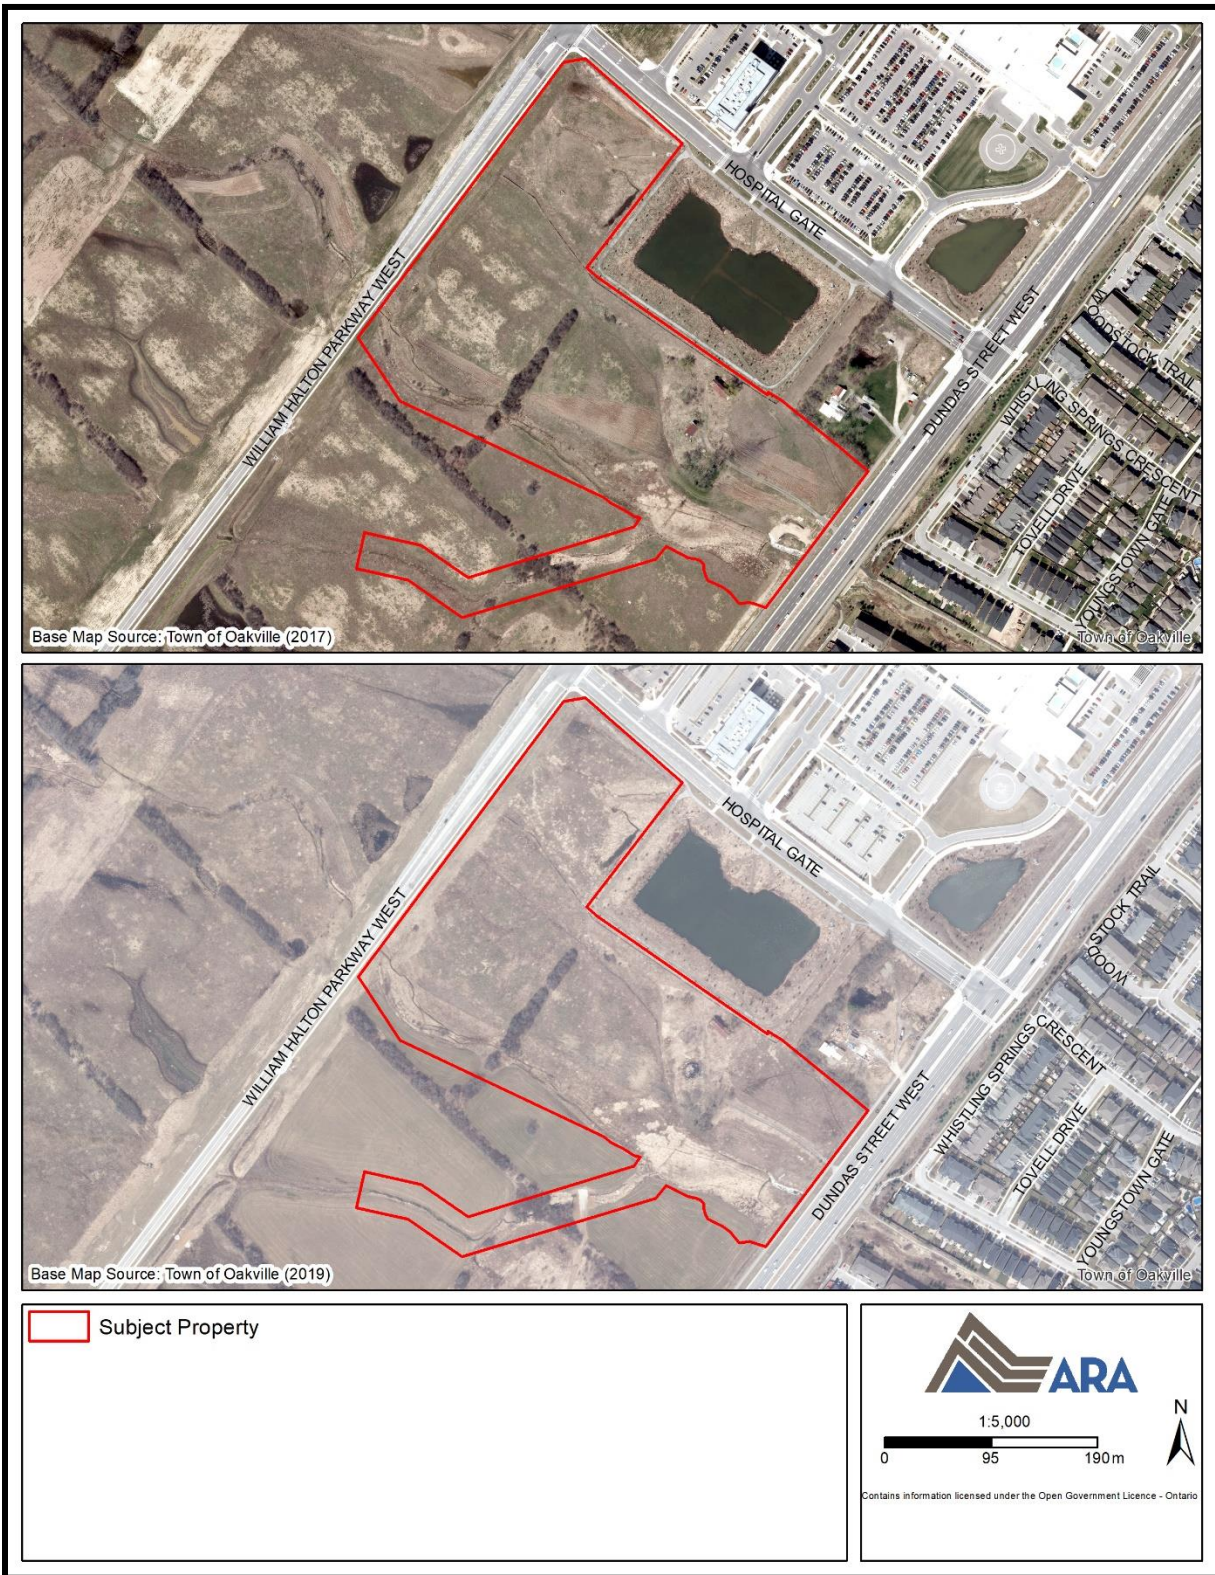 HOSPITAL GATE
WILLIAM HALTON PARKWAY WEST
DUNDAS STREET WEST
WOODSTOCK TRAIL
WHISTLING SPRINGS CRESCENT
TOVELL DRIVE
YOUNGSTOWN GATE
Base Map Source: Town of Oakville (2017)
Town of Oakville
HOSPITAL GATE
WILLIAM HALTON PARKWAY WEST
DUNDAS STREET WEST
WOODSTOCK TRAIL
WHISTLING SPRINGS CRESCENT
TOVELL DRIVE
YOUNGSTOWN GATE
Base Map Source: Town of Oakville (2019)
Town of Oakville
Subject Property
ARA
1:5,000
N
0 95 190 m
Contains information licensed under the Open Government Licence - Ontario